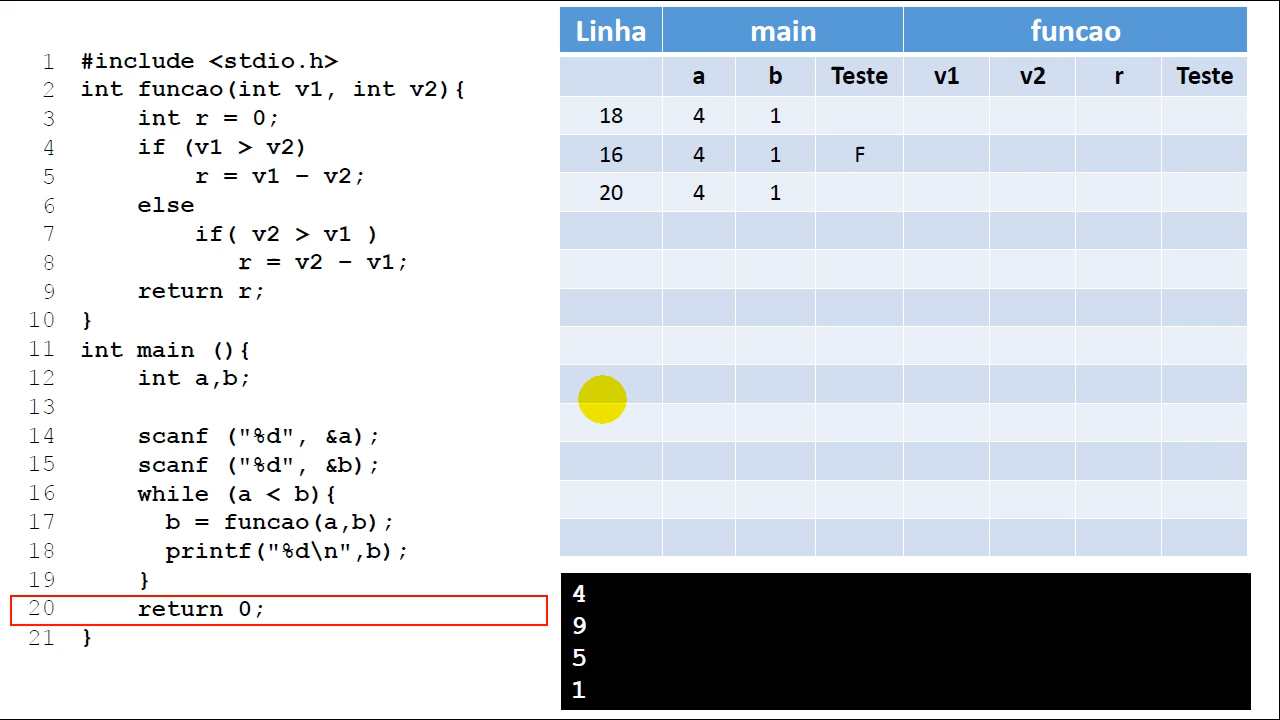 1 #include <stdio.h>
2 int funcao(int v1, int v2){
3 int r = 0;
4 if (v1 > v2)
5 r = v1 – v2;
6 else
7 if( v2 > v1 )
8 r = v2 – v1;
9 return r;
10 }
11 int main (){
12 int a,b;
13
14 scanf ("%d", &a);
15 scanf ("%d", &b);
16 while (a < b){
17 b = funcao(a,b);
18 printf("%d\n",b);
19 }
20 return 0;
21 }
Linha main funcao
a b Teste v1 v2 r Teste
18 4 1
16 4 1 F
20 4 1
4
9
5
1